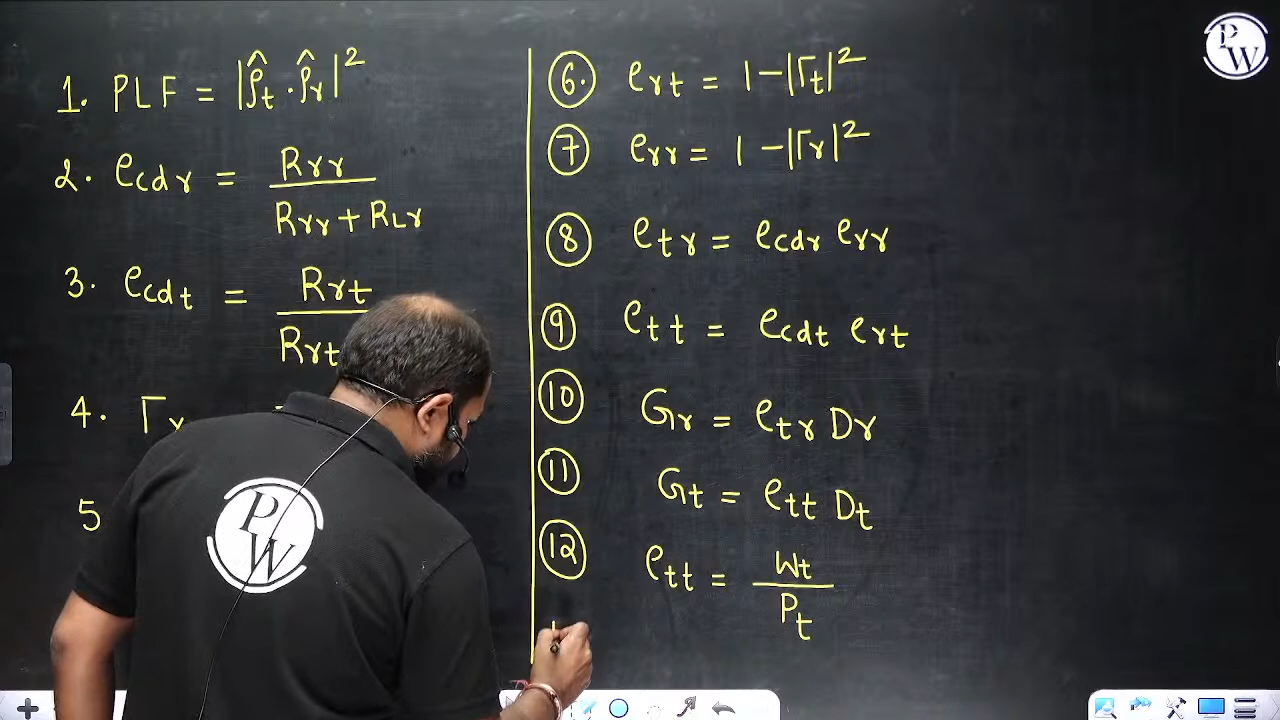 1. PLF = |ρ̂t · ρ̂r|²
2. ecdr = Rrr / (Rrr + RLr)
3. ecdt = Rrt / Rrt
4. Γr
5
6. ert = 1 - |Γt|²
7 err = 1 - |Γr|²
8 etr = ecdr err
9 ett = ecdt ert
10 Gr = etr Dr
11 Gt = ett Dt
12 ett = Wt / Pt
PW
PW